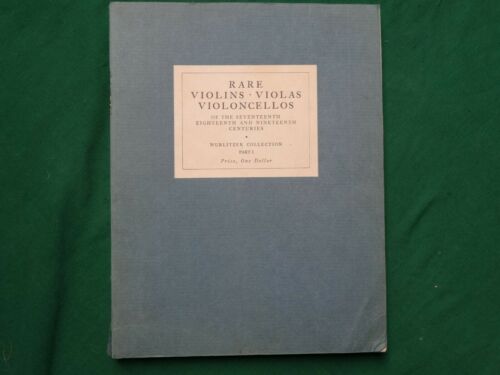 RARE
VIOLINS · VIOLAS
VIOLONCELLOS
OF THE SEVENTEENTH
EIGHTEENTH AND NINETEENTH
CENTURIES
WURLITZER COLLECTION
PART I
Price, One Dollar